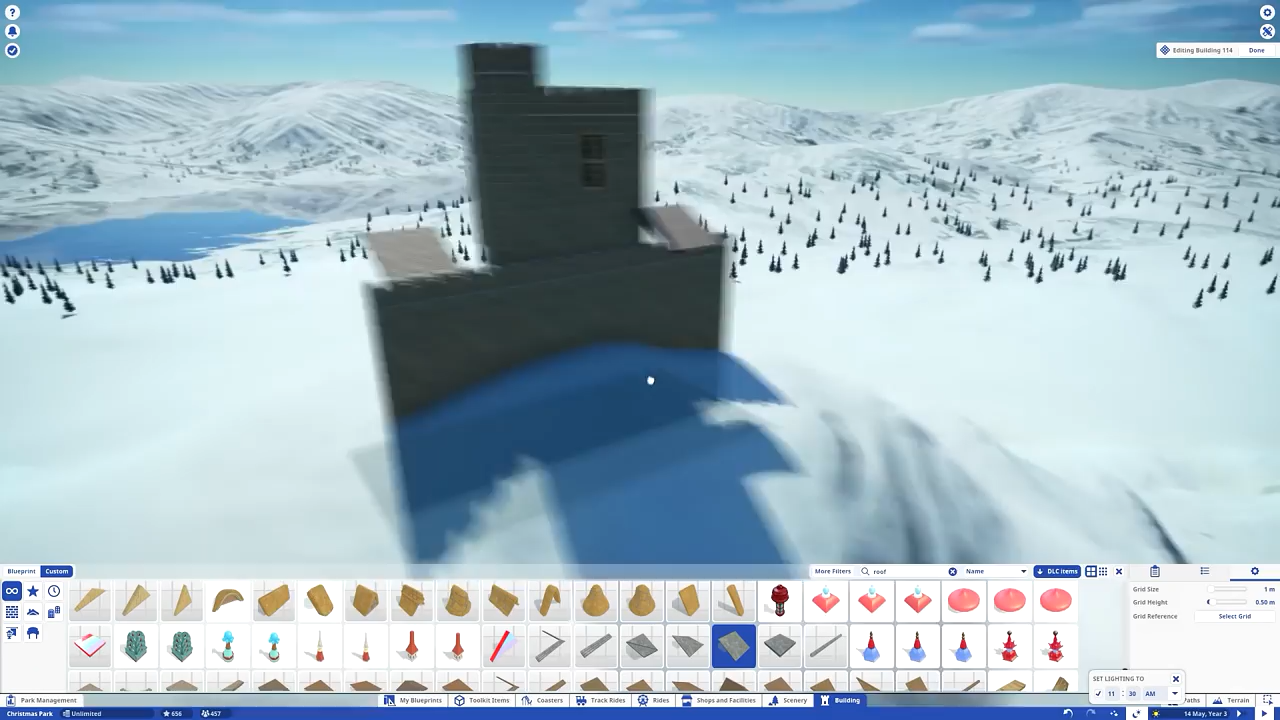 ?
Editing Building 114 Done
Blueprint Custom
More Filters roof Name DLC Items
Grid Size 1 m
Grid Height 0.50 m
Grid Reference Select Grid
SET LIGHTING TO
11 : 30 AM
Park Management My Blueprints Toolkit Items Coasters Track Rides Rides Shops and Facilities Scenery Building Paths Terrain
Christmas Park Unlimited 656 457 14 May, Year 3